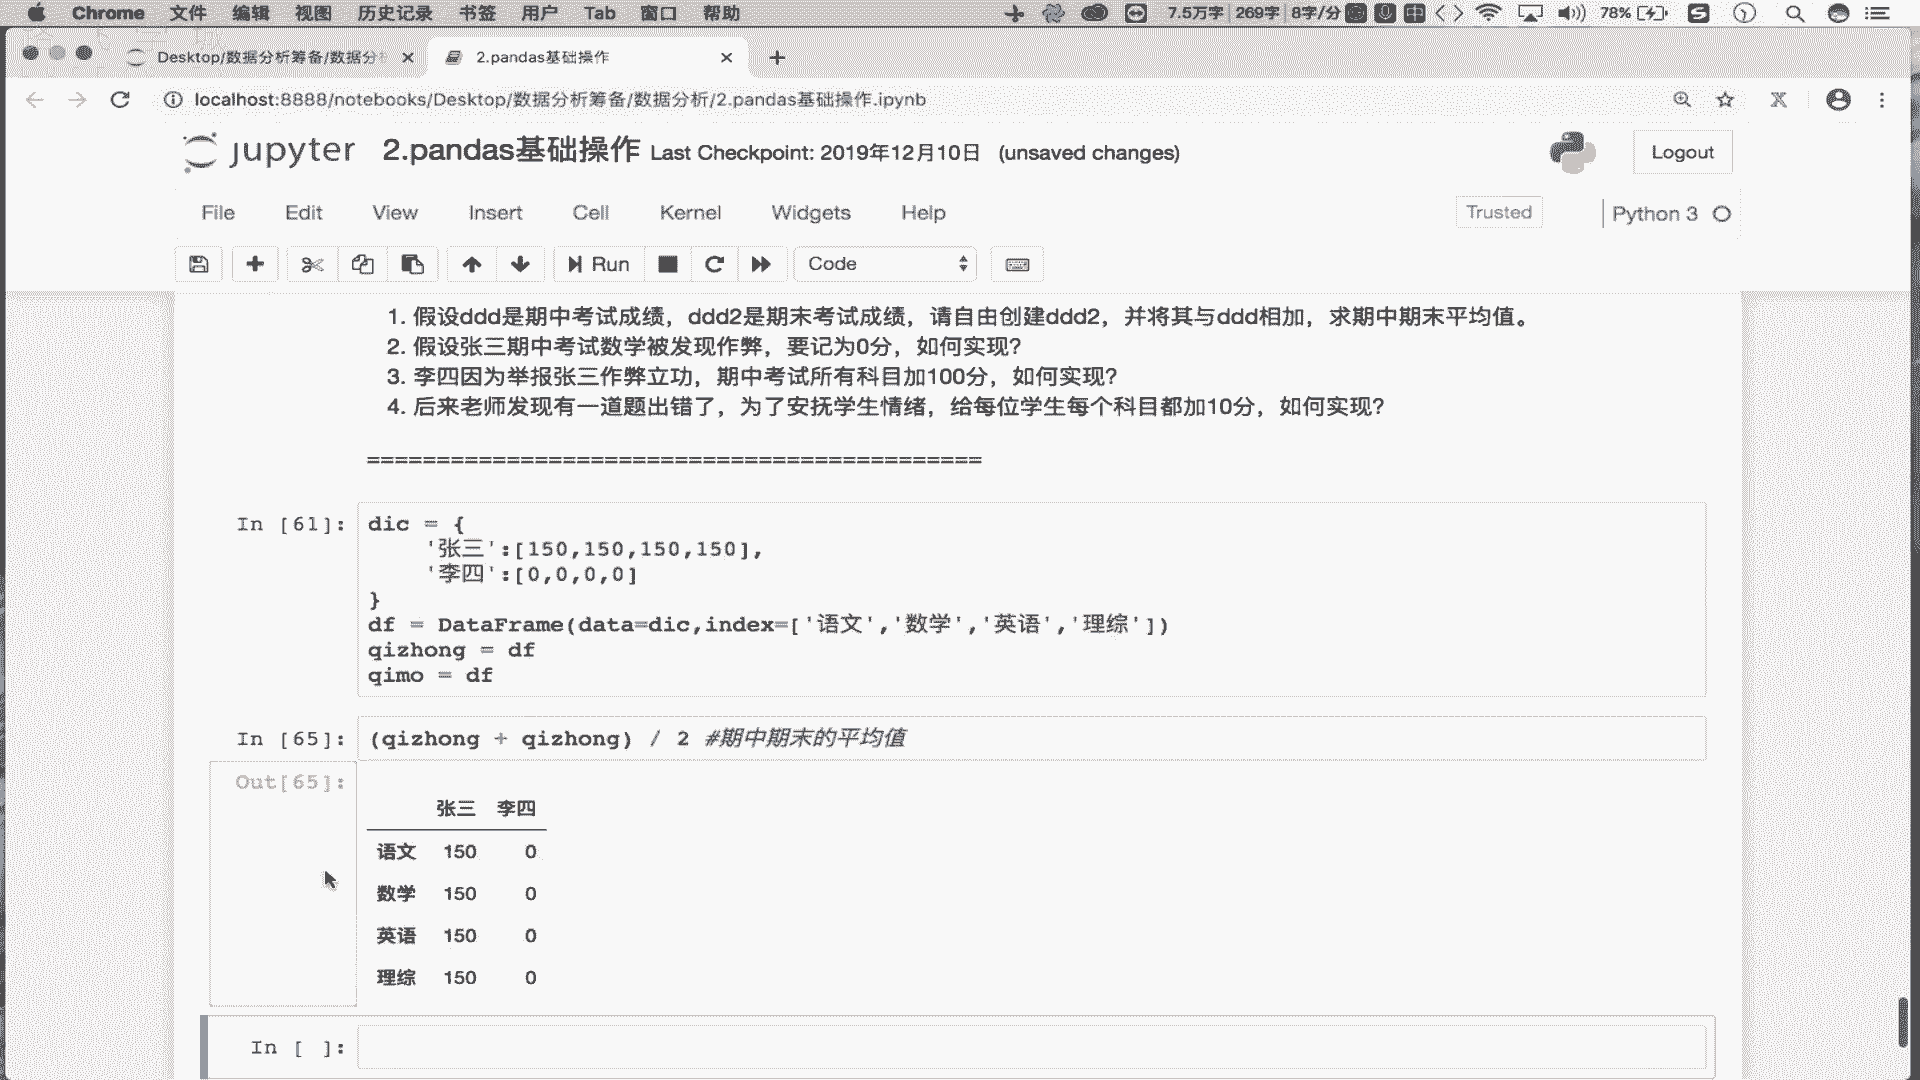 Chrome 文件 编辑 视图 历史记录 书签 用户 Tab 窗口 帮助 7.5万字 269字 8字/分 中 78%
Desktop/数据分析筹备/数据分 2.pandas基础操作
localhost:8888/notebooks/Desktop/数据分析筹备/数据分析/2.pandas基础操作.ipynb
jupyter 2.pandas基础操作 Last Checkpoint: 2019年12月10日 (unsaved changes) Logout
File Edit View Insert Cell Kernel Widgets Help Trusted Python 3
Run Code
1. 假设ddd是期中考试成绩，ddd2是期末考试成绩，请自由创建ddd2，并将其与ddd相加，求期中期末平均值。
2. 假设张三期中考试数学被发现作弊，要记为0分，如何实现？
3. 李四因为举报张三作弊立功，期中考试所有科目加100分，如何实现？
4. 后来老师发现有一道题出错了，为了安抚学生情绪，给每位学生每个科目都加10分，如何实现？
============================================
In [61]: dic = {
'张三':[150,150,150,150],
'李四':[0,0,0,0]
}
df = DataFrame(data=dic,index=['语文','数学','英语','理综'])
qizhong = df
qimo = df
In [65]: (qizhong + qizhong) / 2 #期中期末的平均值
Out[65]:
张三 李四
语文 150 0
数学 150 0
英语 150 0
理综 150 0
In [ ]: